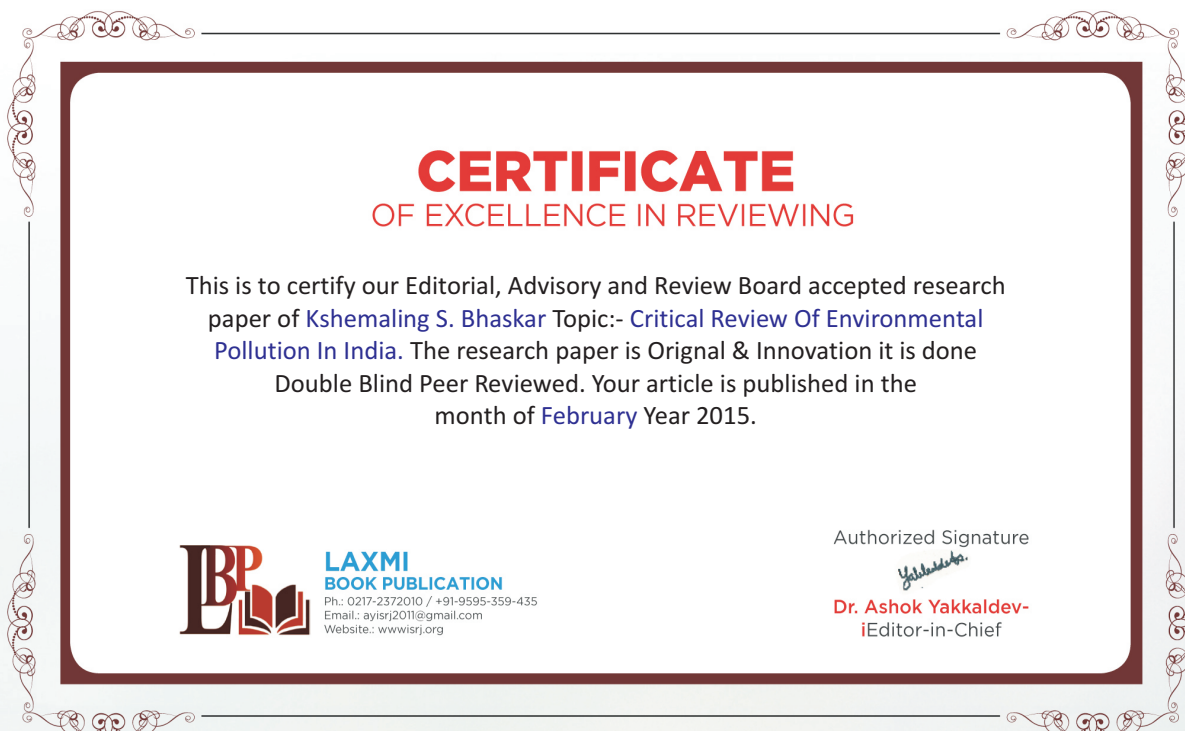 CERTIFICATE
OF EXCELLENCE IN REVIEWING
This is to certify our Editorial, Advisory and Review Board accepted research
paper of Kshemaling S. Bhaskar Topic:- Critical Review Of Environmental
Pollution In India. The research paper is Orignal & Innovation it is done
Double Blind Peer Reviewed. Your article is published in the
month of February Year 2015.
LBP
LAXMI
BOOK PUBLICATION
Ph.: 0217-2372010 / +91-9595-359-435
Email.: ayisrj2011@gmail.com
Website.: wwwisrj.org
Authorized Signature
Dr. Ashok Yakkaldev-
iEditor-in-Chief